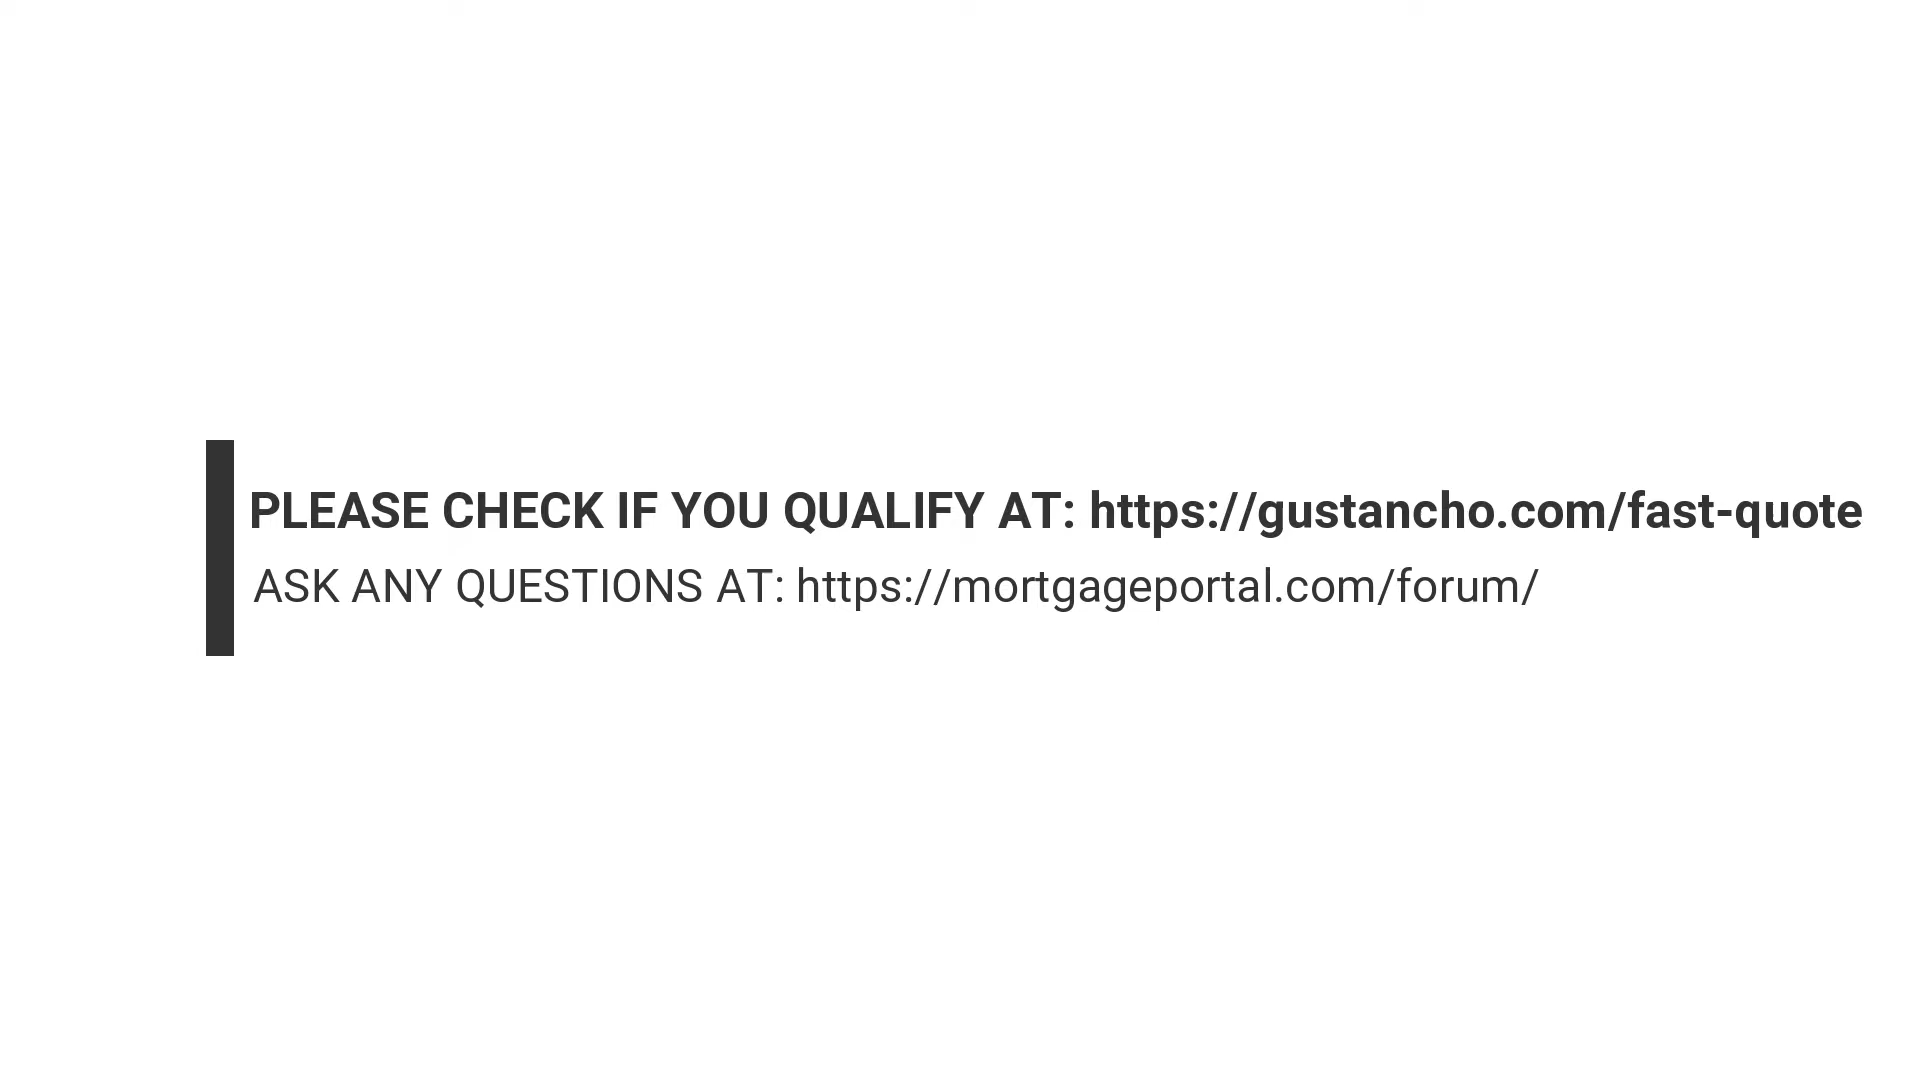 PLEASE CHECK IF YOU QUALIFY AT: https://gustancho.com/fast-quote
ASK ANY QUESTIONS AT: https://mortgageportal.com/forum/